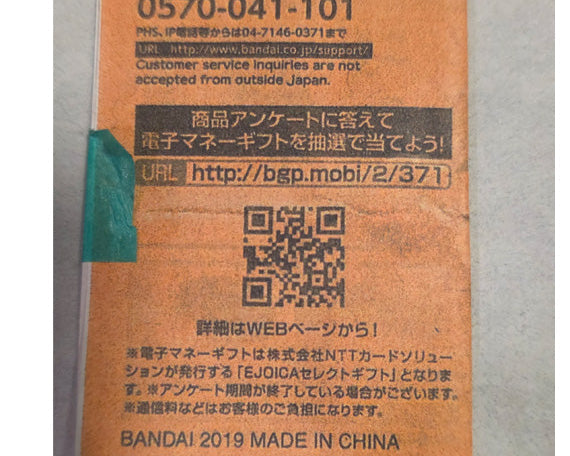 0570-041-101
PHS、IP電話等からは04-7146-0371まで
URL http://www.bandai.co.jp/support/
Customer service inquiries are not
accepted from outside Japan.
商品アンケートに答えて
電子マネーギフトを抽選で当てよう!
URL http://bgp.mobi/2/371
詳細はWEBページから!
※電子マネーギフトは株式会社NTTカードソリュー
ションが発行する「EJOICAセレクトギフト」となりま
す。※アンケート期間が終了している場合がございます。
※通信料などはお客様のご負担になります。
BANDAI 2019 MADE IN CHINA